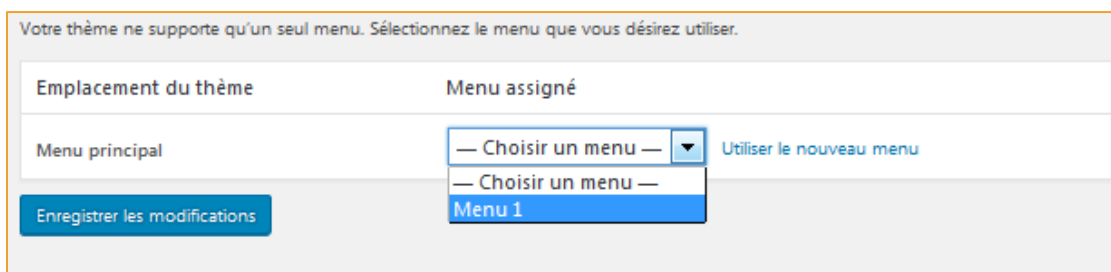 Votre thème ne supporte qu'un seul menu. Sélectionnez le menu que vous désirez utiliser.
Emplacement du thème Menu assigné
Menu principal — Choisir un menu — Utiliser le nouveau menu
— Choisir un menu —
Menu 1
Enregistrer les modifications